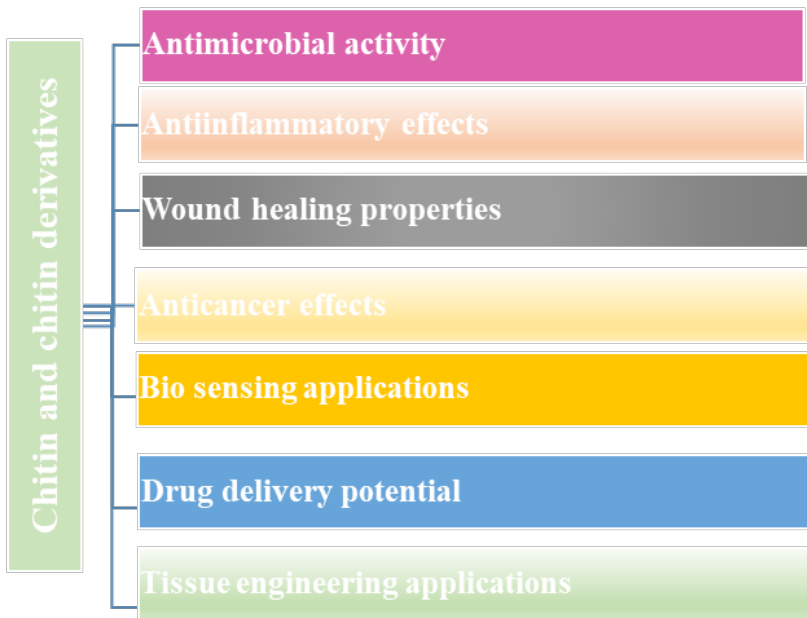 Chitin and chitin derivatives
Antimicrobial activity
Antiinflammatory effects
Wound healing properties
Anticancer effects
Bio sensing applications
Drug delivery potential
Tissue engineering applications